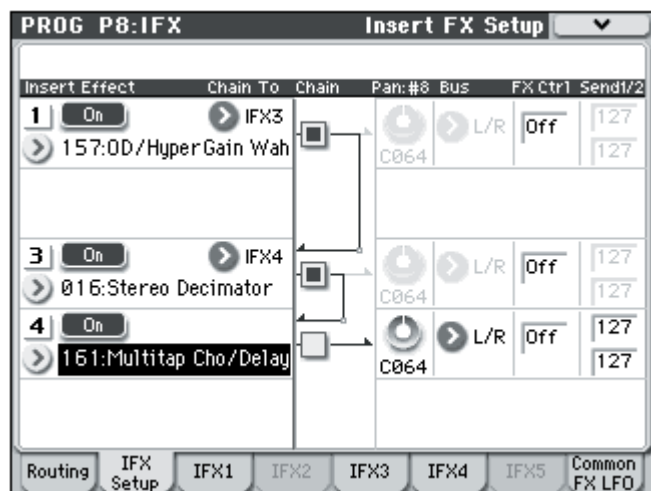 PROG P8:IFX Insert FX Setup
Insert Effect Chain To Chain Pan:#8 Bus FX Ctrl Send1/2
1 On IFX3 L/R Off 127
157:OD/HyperGain Wah C064 127
3 On IFX4 L/R Off 127
016:Stereo Decimator C064 127
4 On L/R Off 127
161:Multitap Cho/Delay C064 127
Routing IFX Setup IFX1 IFX2 IFX3 IFX4 IFX5 Common FX LFO